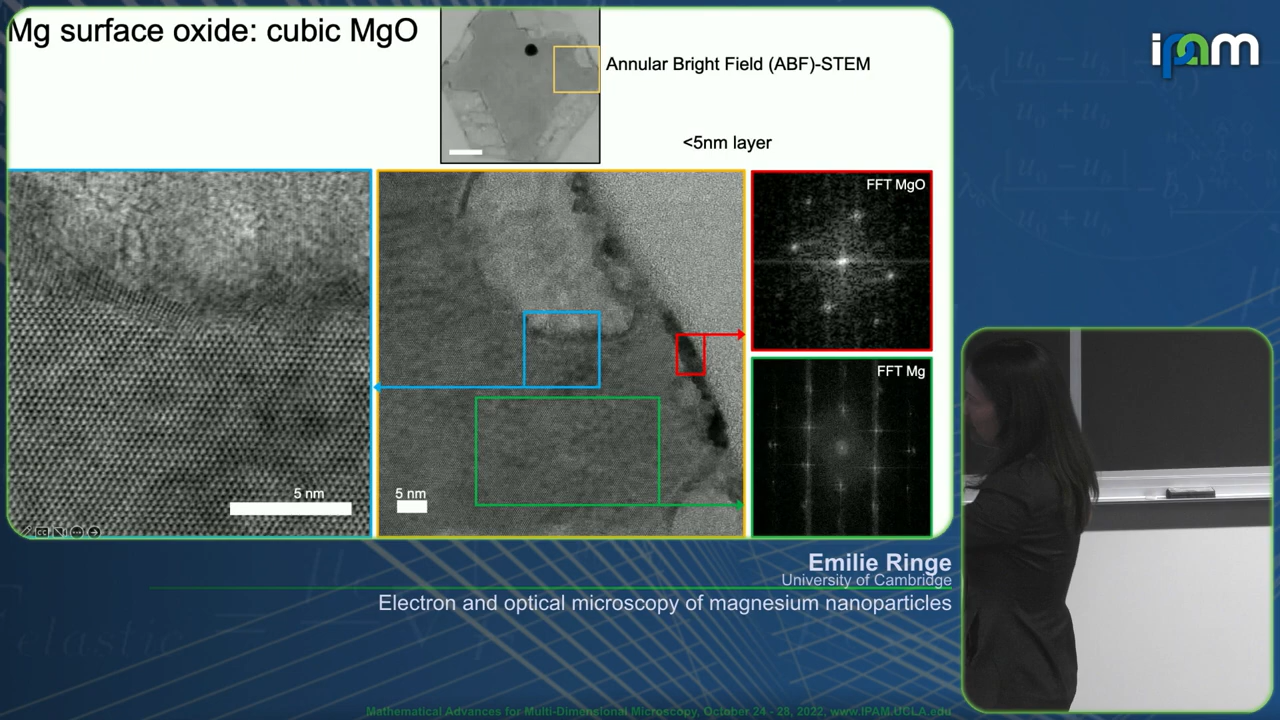 Mg surface oxide: cubic MgO
Annular Bright Field (ABF)-STEM
<5nm layer
FFT MgO
FFT Mg
5 nm
5 nm
ipam
Emilie Ringe
University of Cambridge
Electron and optical microscopy of magnesium nanoparticles
Mathematical Advances for Multi-Dimensional Microscopy, October 24 - 28, 2022, www.IPAM.UCLA.edu